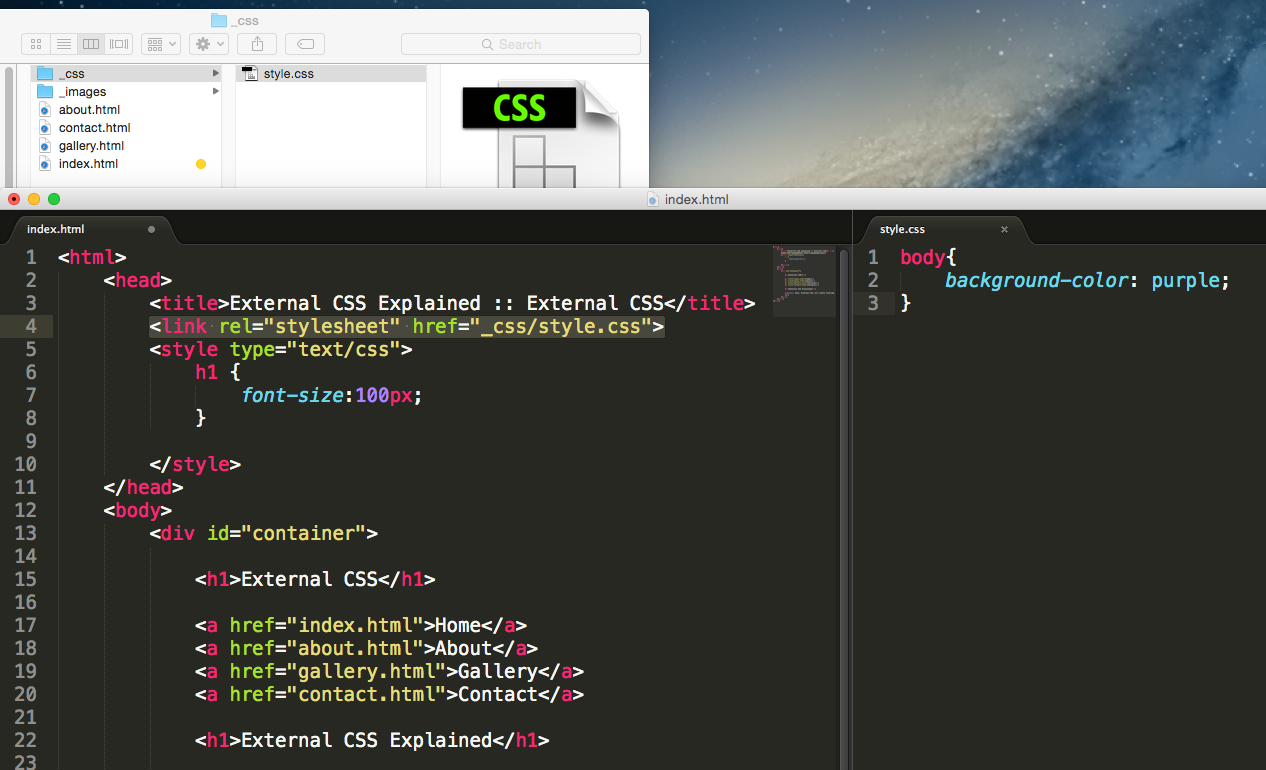 _css
Search
_css
_images
about.html
contact.html
gallery.html
index.html
style.css
CSS
index.html
index.html
1 <html>
2 <head>
3 <title>External CSS Explained :: External CSS</title>
4 <link rel="stylesheet" href="_css/style.css">
5 <style type="text/css">
6 h1 {
7 font-size:100px;
8 }
9
10 </style>
11 </head>
12 <body>
13 <div id="container">
14
15 <h1>External CSS</h1>
16
17 <a href="index.html">Home</a>
18 <a href="about.html">About</a>
19 <a href="gallery.html">Gallery</a>
20 <a href="contact.html">Contact</a>
21
22 <h1>External CSS Explained</h1>
23
style.css
1 body{
2 background-color: purple;
3 }